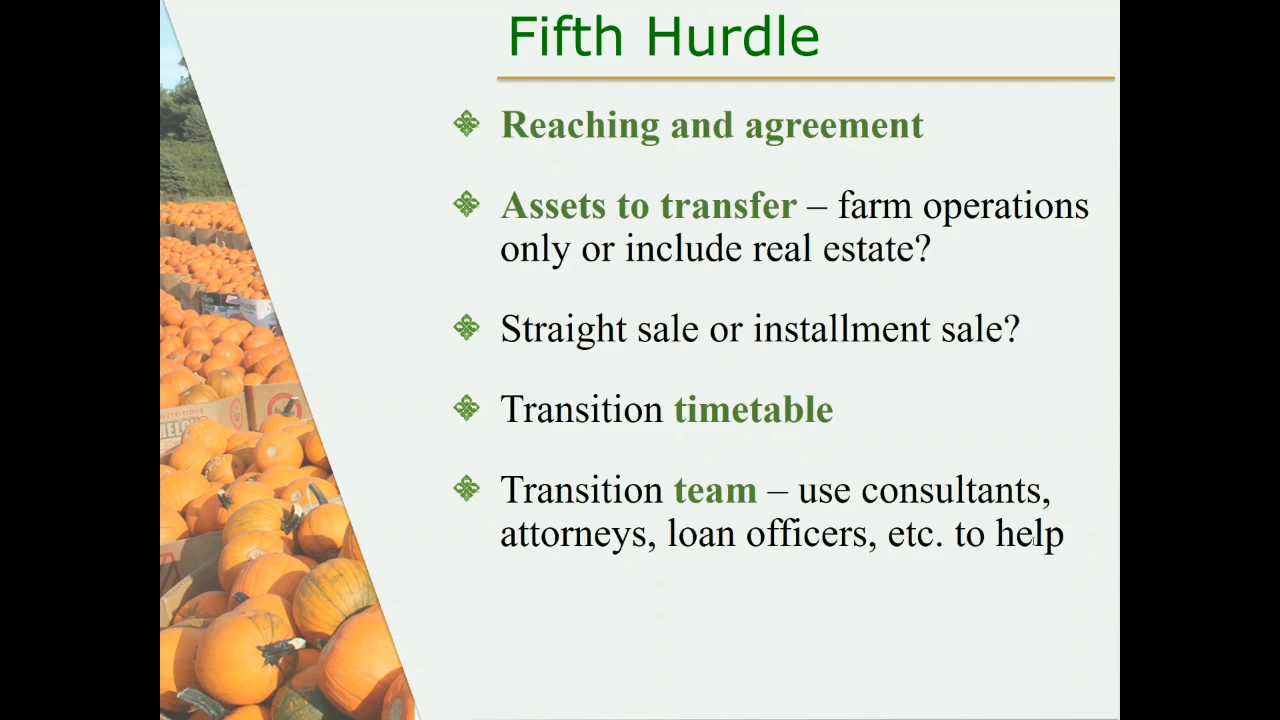 Fifth Hurdle
Reaching and agreement
Assets to transfer – farm operations
only or include real estate?
Straight sale or installment sale?
Transition timetable
Transition team – use consultants,
attorneys, loan officers, etc. to help